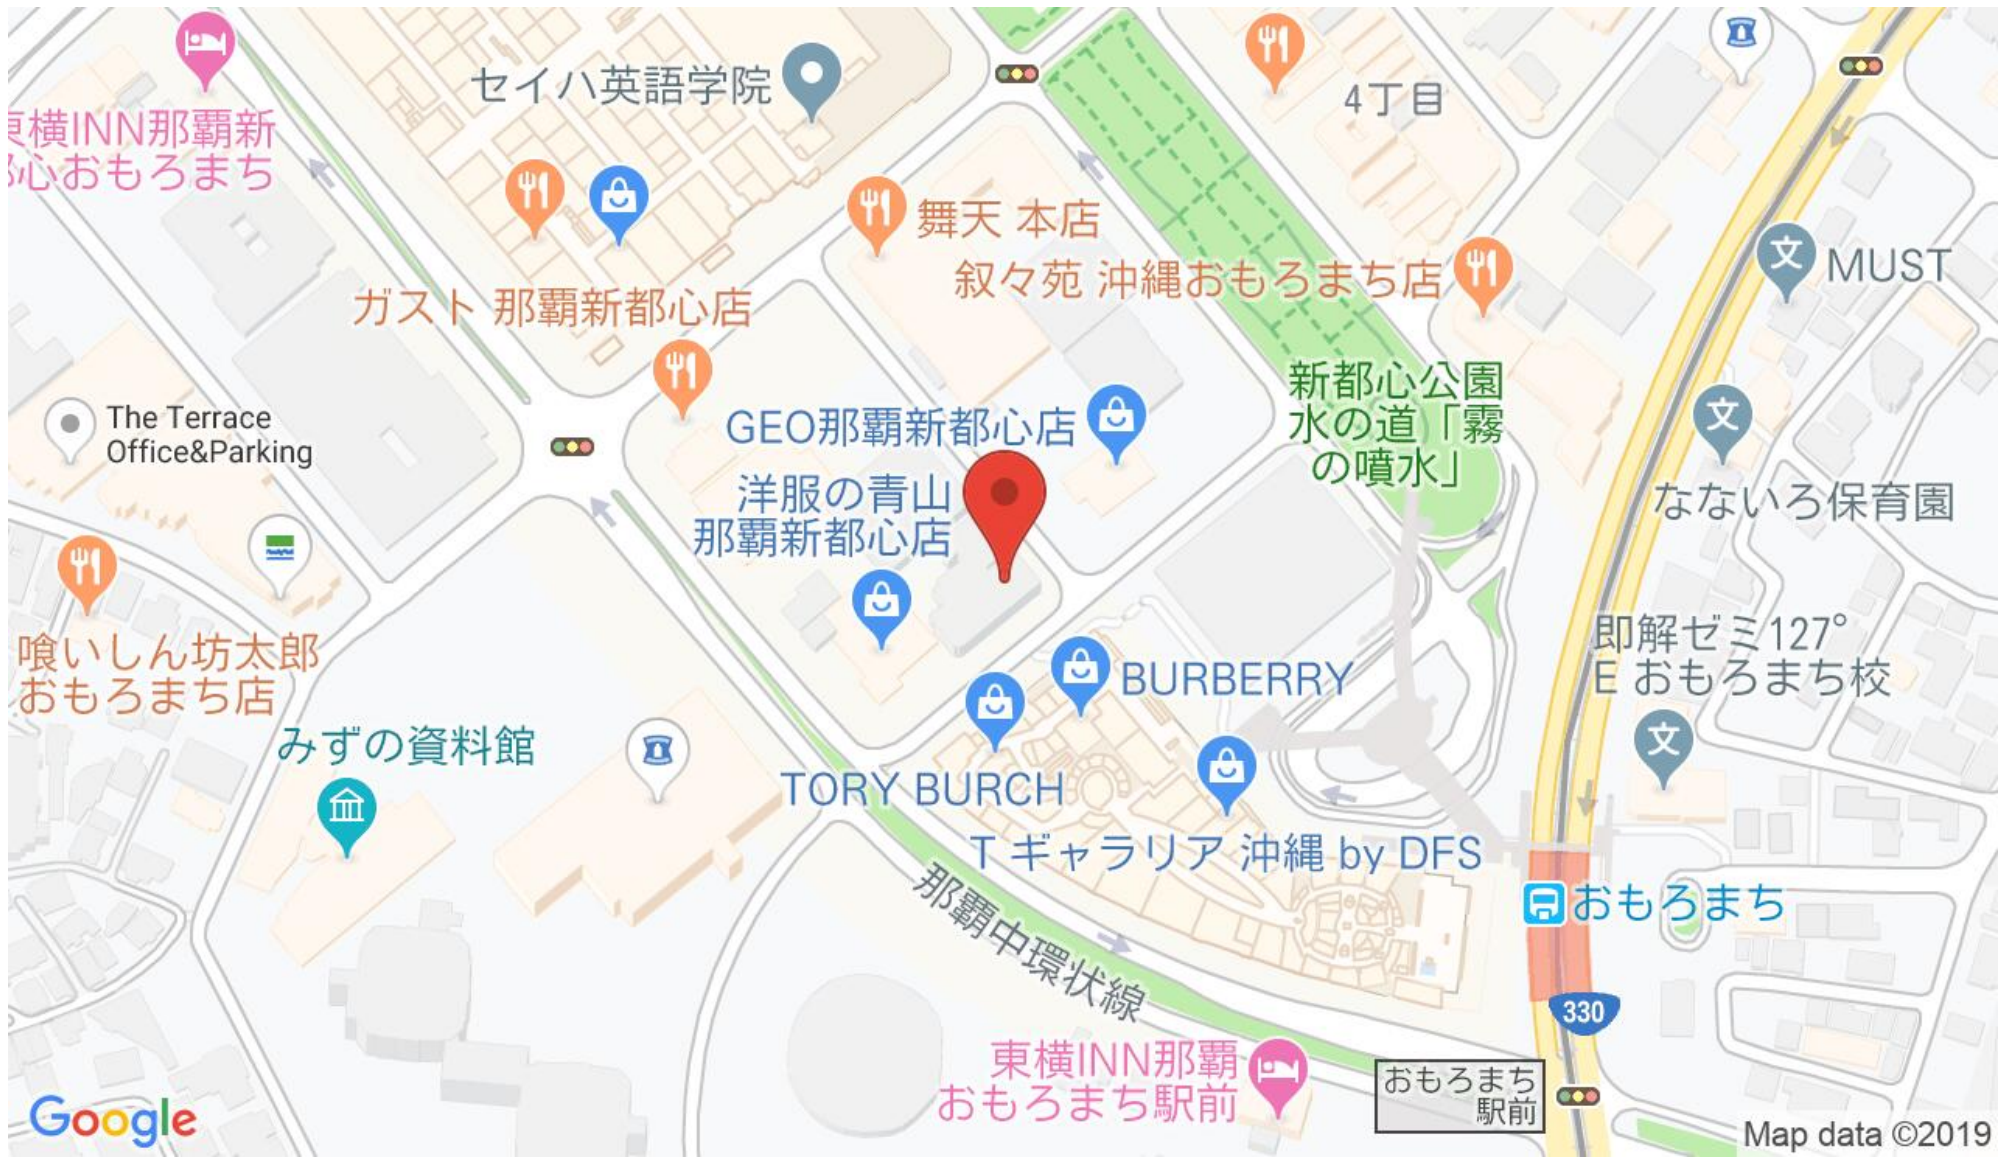 セイハ英語学院
4丁目
東横INN那覇新
都心おもろまち
舞天 本店
叙々苑 沖縄おもろまち店
MUST
ガスト 那覇新都心店
新都心公園
水の道「霧
の噴水」
The Terrace
Office&Parking
GEO那覇新都心店
洋服の青山
那覇新都心店
なないろ保育園
喰いしん坊太郎
おもろまち店
即解ゼミ127°
E おもろまち校
BURBERRY
みずの資料館
TORY BURCH
T ギャラリア 沖縄 by DFS
おもろまち
那覇中環状線
330
東横INN那覇
おもろまち駅前
おもろまち
駅前
文
文
文
Google
Map data ©2019